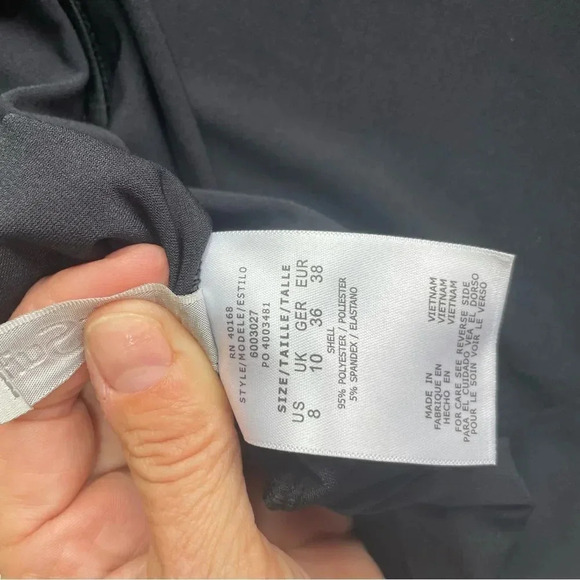 RN 40168
STYLE/MODELE/ESTILO
6003027
PO 4003481
SIZE/TAILLE/TALLE
US UK GER EUR
8 10 36 38
SHELL
95% POLYESTER / POLIESTER
5% SPANDEX / ELASTANO
MADE IN VIETNAM
FABRIQUE EN VIETNAM
HECHO EN VIETNAM
FOR CARE SEE REVERSE SIDE
PARA EL CUIDADO VEA EL DORSO
POUR LE SOIN VOIR LE VERSO